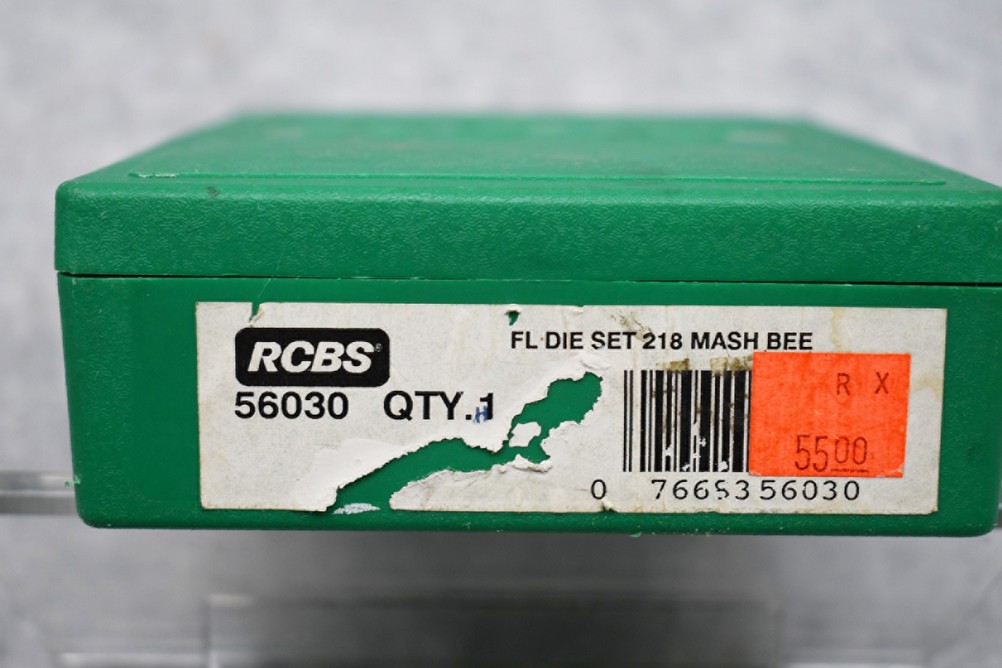 RCBS®
FL DIE SET 218 MASH BEE
56030 QTY.1
R X
5500
0 76683 56030